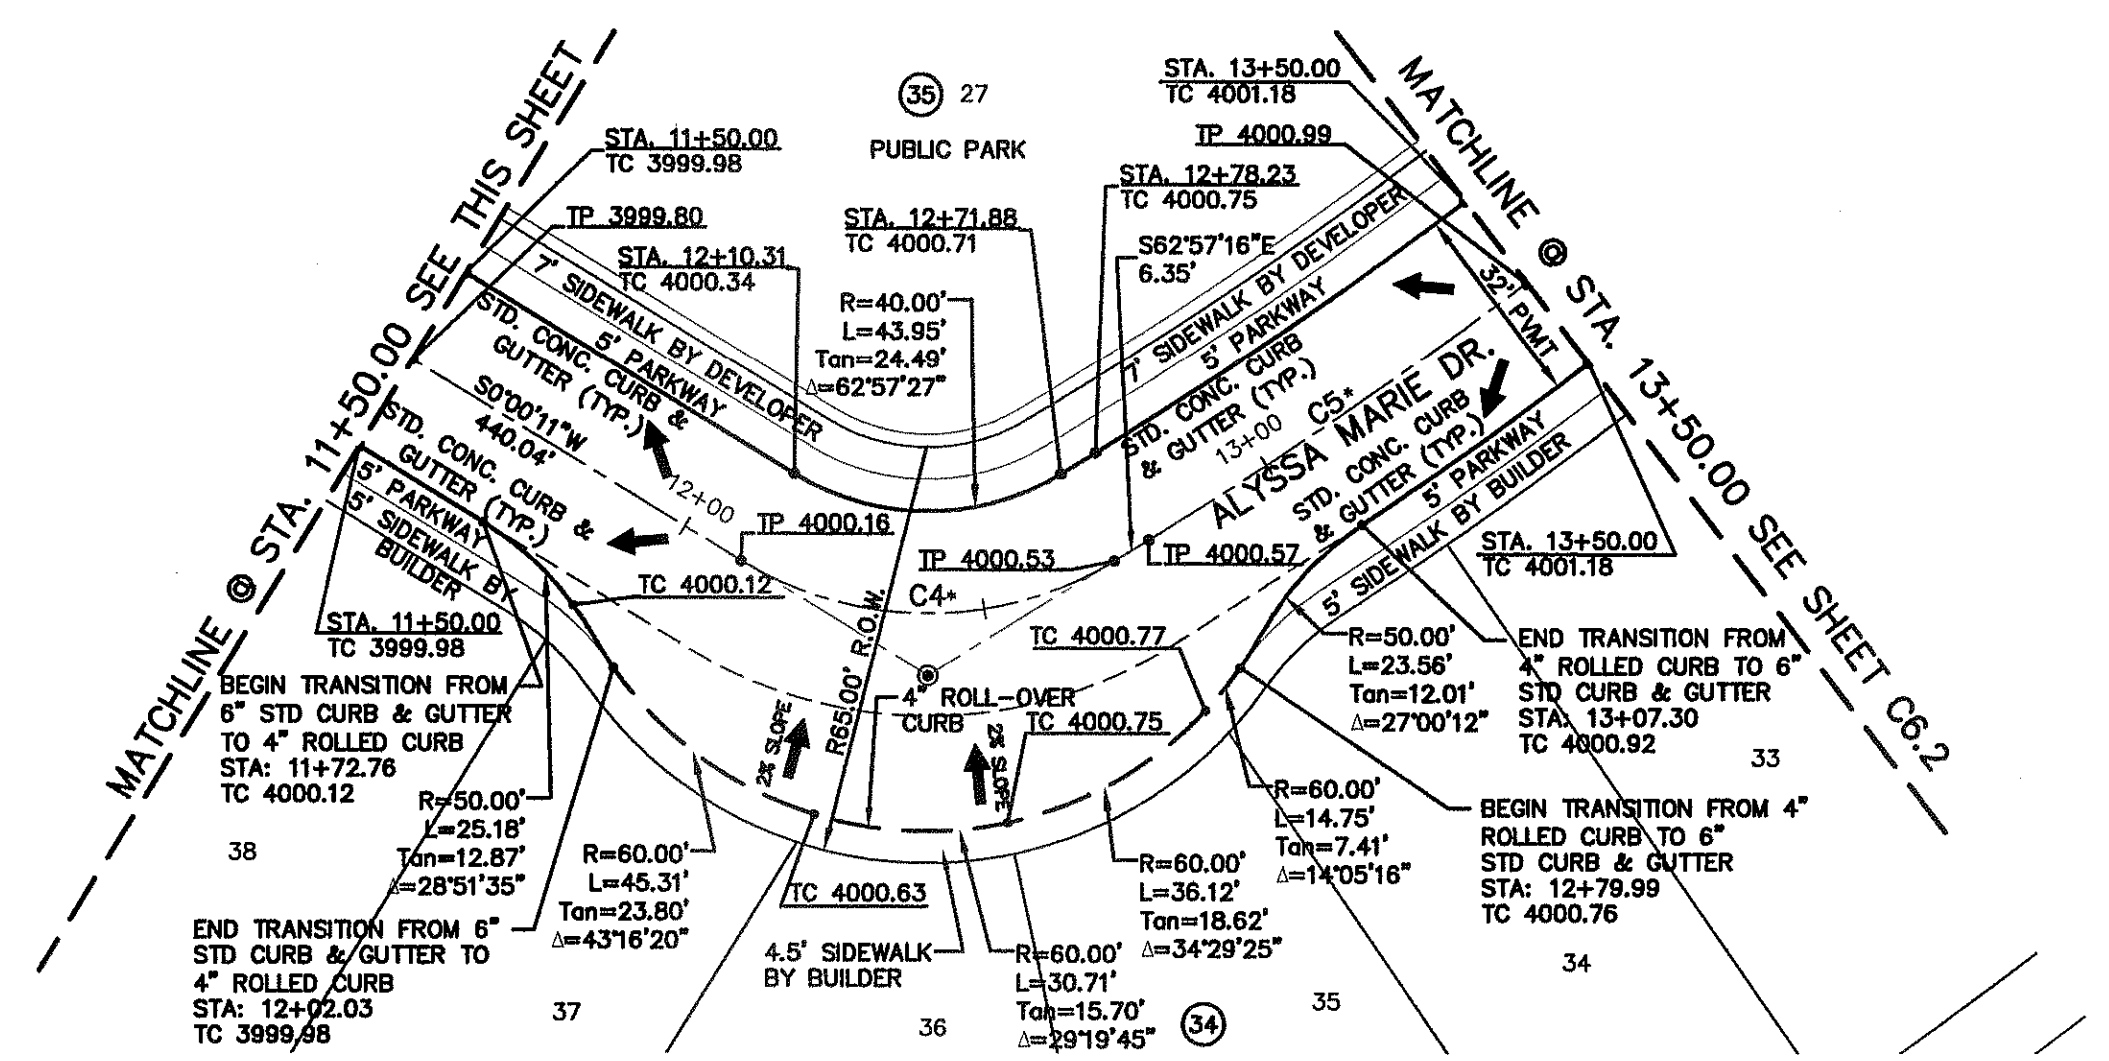 MATCHLINE @ STA. 11+50.00 SEE THIS SHEET
STA. 11+50.00
TC 3999.98
TP 3999.80
STA. 12+10.31
TC 4000.34
35
27
PUBLIC PARK
STA. 12+71.88
TC 4000.71
R=40.00'
L=43.95'
Tan=24.49'
Δ=62°57'27"
STA. 13+50.00
TC 4001.18
TP 4000.99
STA. 12+78.23
TC 4000.75
S62°57'16"E
6.35'
MATCHLINE @ STA. 13+50.00 SEE SHEET C6.2
7' SIDEWALK BY DEVELOPER
5' PARKWAY
STD. CONC. CURB &
GUTTER (TYP.)
S0°00'11"W
440.04'
STD. CONC. CURB &
GUTTER (TYP.)
5' PARKWAY
5' SIDEWALK BY
BUILDER
12+00
7' SIDEWALK BY DEVELOPER
5' PARKWAY
STD. CONC. CURB
& GUTTER (TYP.)
13+00
C5*
ALYSSA MARIE DR.
32' PVMT
STD. CONC. CURB
& GUTTER (TYP.)
5' PARKWAY
5' SIDEWALK BY BUILDER
TP 4000.16
TP 4000.53
TP 4000.57
TC 4000.12
C4*
R65.00' R.O.W.
TC 4000.77
4" ROLL-OVER
CURB
TC 4000.75
2% SLOPE
2% SLOPE
STA. 11+50.00
TC 3999.98
BEGIN TRANSITION FROM
6" STD CURB & GUTTER
TO 4" ROLLED CURB
STA: 11+72.76
TC 4000.12
R=50.00'
L=25.18'
Tan=12.87'
Δ=28°51'35"
38
END TRANSITION FROM 6"
STD CURB & GUTTER TO
4" ROLLED CURB
STA: 12+02.03
TC 3999.98
R=60.00'
L=45.31'
Tan=23.80'
Δ=43°16'20"
37
TC 4000.63
4.5' SIDEWALK
BY BUILDER
36
R=60.00'
L=30.71'
Tan=15.70'
Δ=29°19'45"
34
R=60.00'
L=36.12'
Tan=18.62'
Δ=34°29'25"
R=60.00'
L=14.75'
Tan=7.41'
Δ=14°05'16"
35
R=50.00'
L=23.56'
Tan=12.01'
Δ=27°00'12"
STA. 13+50.00
TC 4001.18
END TRANSITION FROM
4" ROLLED CURB TO 6"
STD CURB & GUTTER
STA: 13+07.30
TC 4000.92
33
BEGIN TRANSITION FROM 4"
ROLLED CURB TO 6"
STD CURB & GUTTER
STA: 12+79.99
TC 4000.76
34